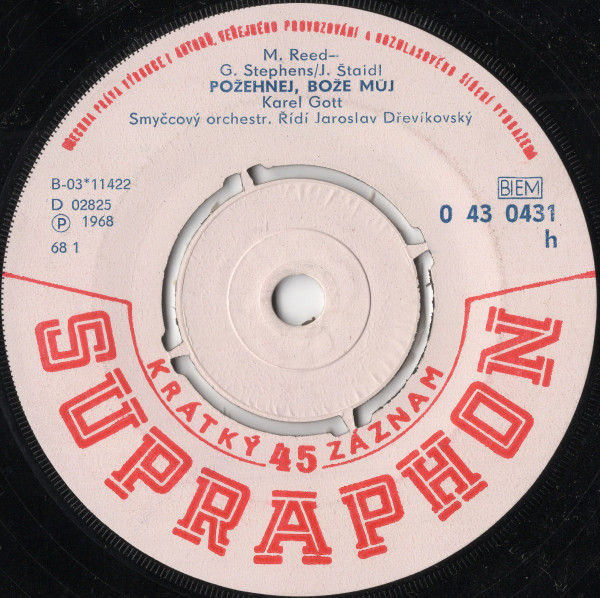 VŠECHNA PRÁVA VÝROBCE I AUTORŮ, VEŘEJNÉHO PROVOZOVÁNÍ A ROZHLASOVÉHO ŠÍŘENÍ VYHRAŽENA
M. Reed–
G. Stephens/J. Štaidl
POŽEHNEJ, BOŽE MŮJ
Karel Gott
Smyčcový orchestr. Řídí Jaroslav Dřevíkovský
B-03*11422
D 02825
Ⓟ 1968
68 1
BIEM
0 43 0431
h
KRÁTKÝ 45 ZÁZNAM
SUPRAPHON